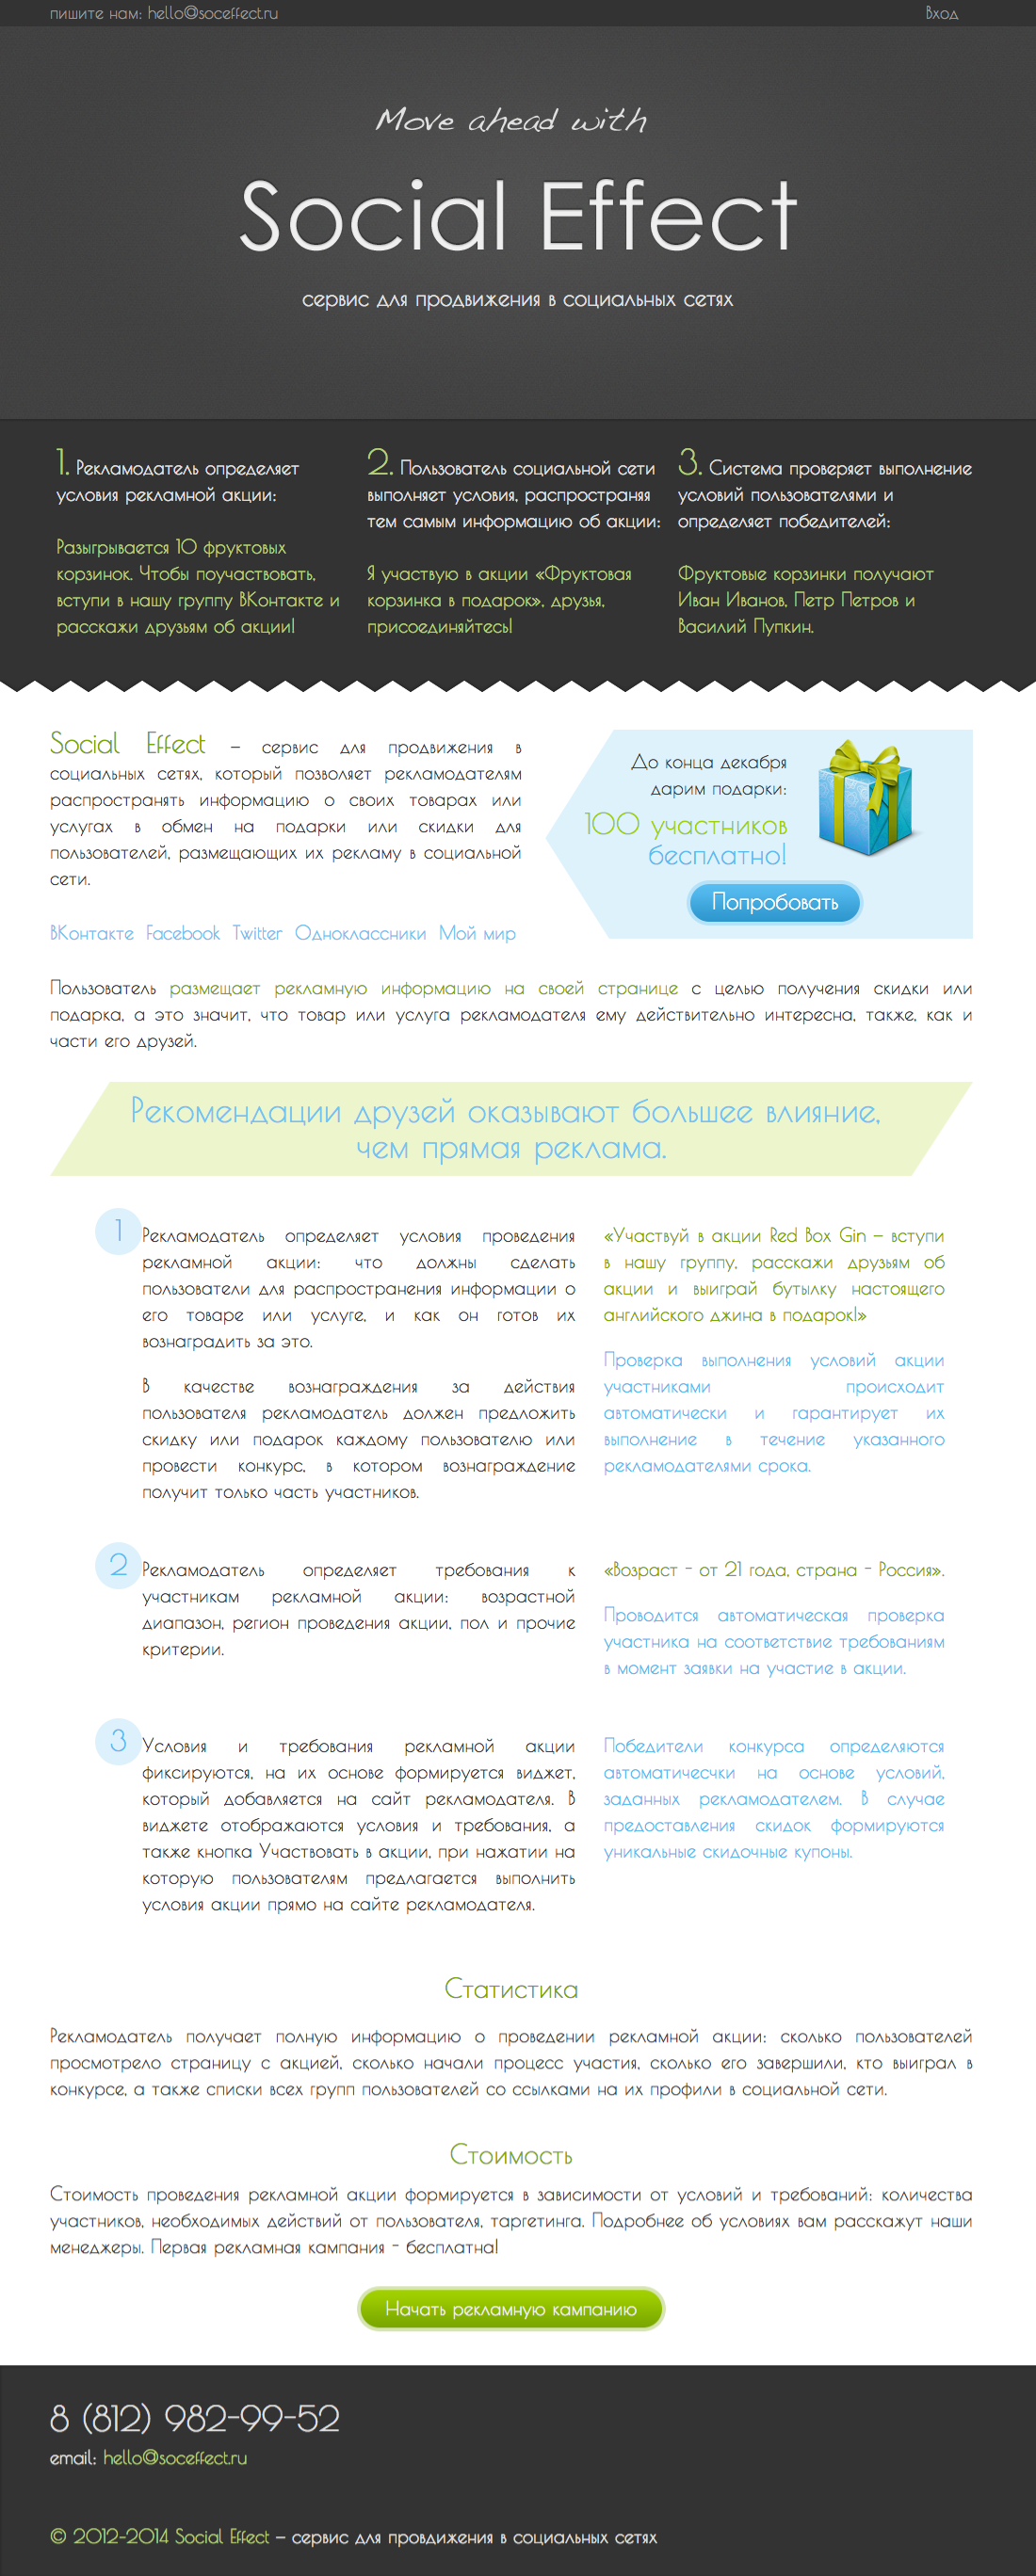 пишите нам: hello@soceffect.ru
Вход
Move ahead with
Social Effect
сервис для продвижения в социальных сетях
1. Рекламодатель определяет
условия рекламной акции:
Разыгрывается 10 фруктовых
корзинок. Чтобы поучаствовать,
вступи в нашу группу ВКонтакте и
расскажи друзьям об акции!
2. Пользователь социальной сети
выполняет условия, распространяя
тем самым информацию об акции:
Я участвую в акции «Фруктовая
корзинка в подарок», друзья,
присоединяйтесь!
3. Система проверяет выполнение
условий пользователями и
определяет победителей:
Фруктовые корзинки получают
Иван Иванов, Петр Петров и
Василий Пупкин.
Social Effect – сервис для продвижения в
социальных сетях, который позволяет рекламодателям
распространять информацию о своих товарах или
услугах в обмен на подарки или скидки для
пользователей, размещающих их рекламу в социальной
сети.
ВКонтакте Facebook Twitter Одноклассники Мой мир
До конца декабря
дарим подарки:
100 участников
бесплатно!
Попробовать
Пользователь размещает рекламную информацию на своей странице с целью получения скидки или
подарка, а это значит, что товар или услуга рекламодателя ему действительно интересна, также, как и
части его друзей.
Рекомендации друзей оказывают большее влияние,
чем прямая реклама.
1
Рекламодатель определяет условия проведения
рекламной акции: что должны сделать
пользователи для распространения информации о
его товаре или услуге, и как он готов их
вознаградить за это.
В качестве вознаграждения за действия
пользователя рекламодатель должен предложить
скидку или подарок каждому пользователю или
провести конкурс, в котором вознаграждение
получит только часть участников.
«Участвуй в акции Red Box Gin – вступи
в нашу группу, расскажи друзьям об
акции и выиграй бутылку настоящего
английского джина в подарок!»
Проверка выполнения условий акции
участниками происходит
автоматически и гарантирует их
выполнение в течение указанного
рекламодателями срока.
2
Рекламодатель определяет требования к
участникам рекламной акции: возрастной
диапазон, регион проведения акции, пол и прочие
критерии.
«Возраст - от 21 года, страна - Россия».
Проводится автоматическая проверка
участника на соответствие требованиям
в момент заявки на участие в акции.
3
Условия и требования рекламной акции
фиксируются, на их основе формируется виджет,
который добавляется на сайт рекламодателя. В
виджете отображаются условия и требования, а
также кнопка Участвовать в акции, при нажатии на
которую пользователям предлагается выполнить
условия акции прямо на сайте рекламодателя.
Победители конкурса определяются
автоматичесчки на основе условий,
заданных рекламодателем. В случае
предоставления скидок формируются
уникальные скидочные купоны.
Статистика
Рекламодатель получает полную информацию о проведении рекламной акции: сколько пользователей
просмотрело страницу с акцией, сколько начали процесс участия, сколько его завершили, кто выиграл в
конкурсе, а также списки всех групп пользователей со ссылками на их профили в социальной сети.
Стоимость
Стоимость проведения рекламной акции формируется в зависимости от условий и требований: количества
участников, необходимых действий от пользователя, таргетинга. Подробнее об условиях вам расскажут наши
менеджеры. Первая рекламная кампания - бесплатна!
Начать рекламную кампанию
8 (812) 982-99-52
email: hello@soceffect.ru
© 2012-2014 Social Effect – сервис для провдижения в социальных сетях